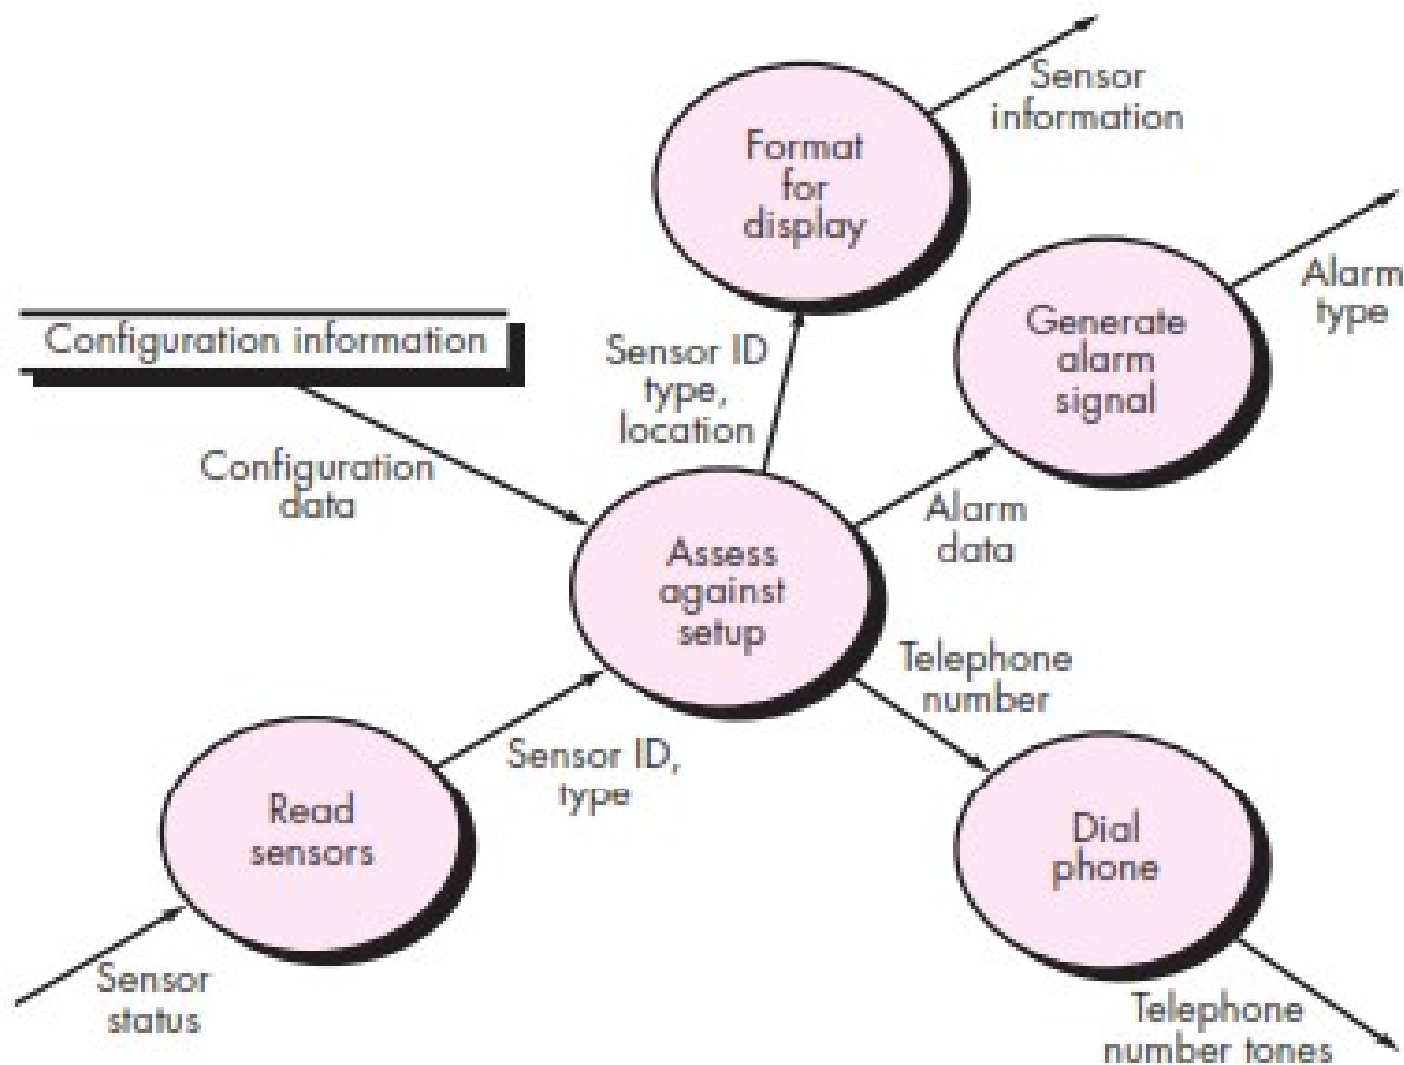 Sensor
information
Format
for
display
Alarm
type
Generate
alarm
signal
Configuration information
Sensor ID
type,
location
Configuration
data
Alarm
data
Assess
against
setup
Telephone
number
Sensor ID,
type
Read
sensors
Dial
phone
Sensor
status
Telephone
number tones